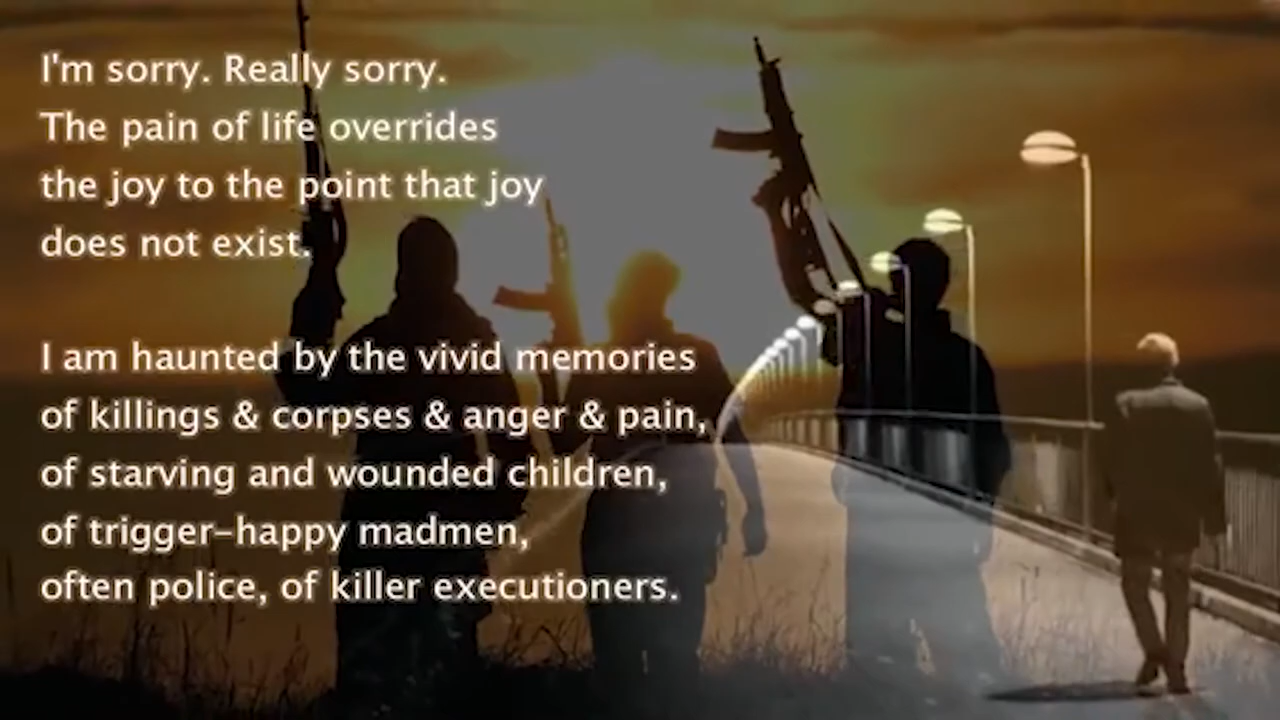 I'm sorry. Really sorry.
The pain of life overrides
the joy to the point that joy
does not exist.
I am haunted by the vivid memories
of killings & corpses & anger & pain,
of starving and wounded children,
of trigger-happy madmen,
often police, of killer executioners.